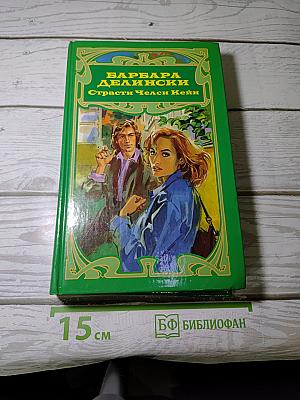 БАРБАРА
ДЕЛИНСКИ
Страсти Челси Кейн
15 см
БФ БИБЛИОФАН